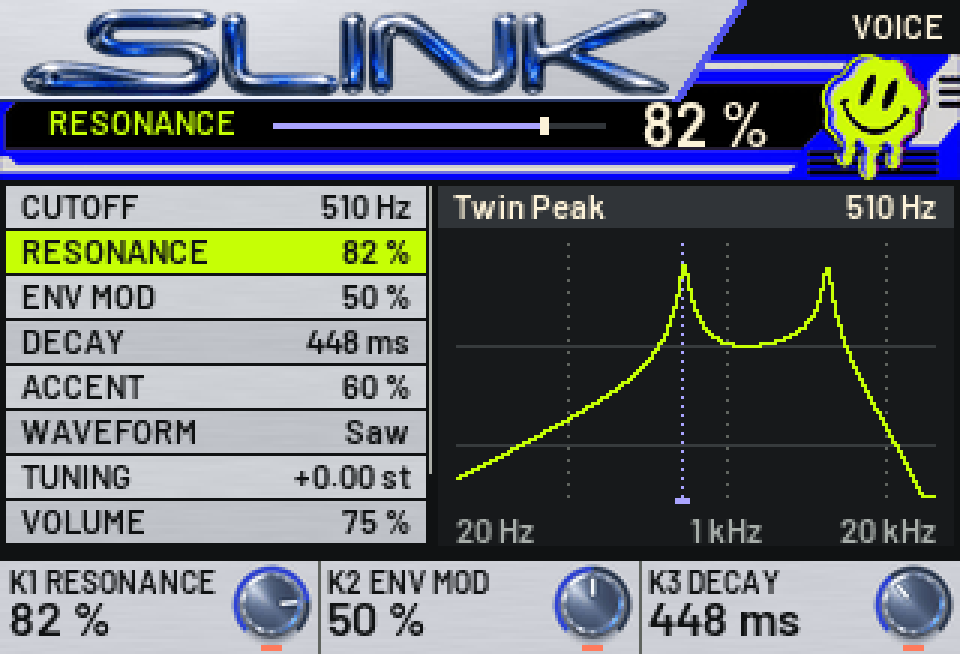 SLINK
VOICE
RESONANCE 82 %
CUTOFF 510 Hz
RESONANCE 82 %
ENV MOD 50 %
DECAY 448 ms
ACCENT 60 %
WAVEFORM Saw
TUNING +0.00 st
VOLUME 75 %
Twin Peak 510 Hz
20 Hz 1 kHz 20 kHz
K1 RESONANCE
82 %
K2 ENV MOD
50 %
K3 DECAY
448 ms